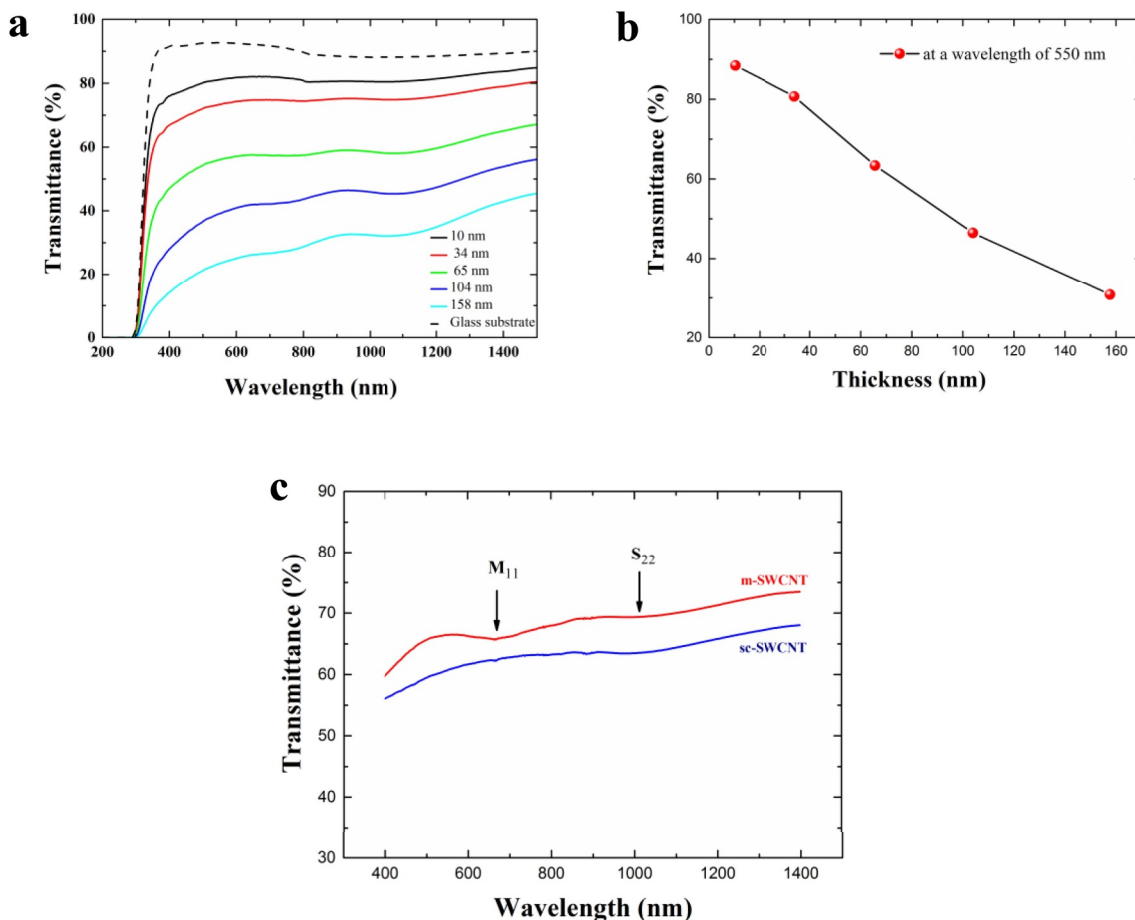 a
Transmittance (%)
100
80
60
40
20
0
200
400
600
800
1000
1200
1400
Wavelength (nm)
10 nm
34 nm
65 nm
104 nm
158 nm
Glass substrate
b
Transmittance (%)
100
80
60
40
20
0
20
40
60
80
100
120
140
160
Thickness (nm)
at a wavelength of 550 nm
c
Transmittance (%)
90
80
70
60
50
40
30
400
600
800
1000
1200
1400
Wavelength (nm)
M11
S22
m-SWCNT
sc-SWCNT